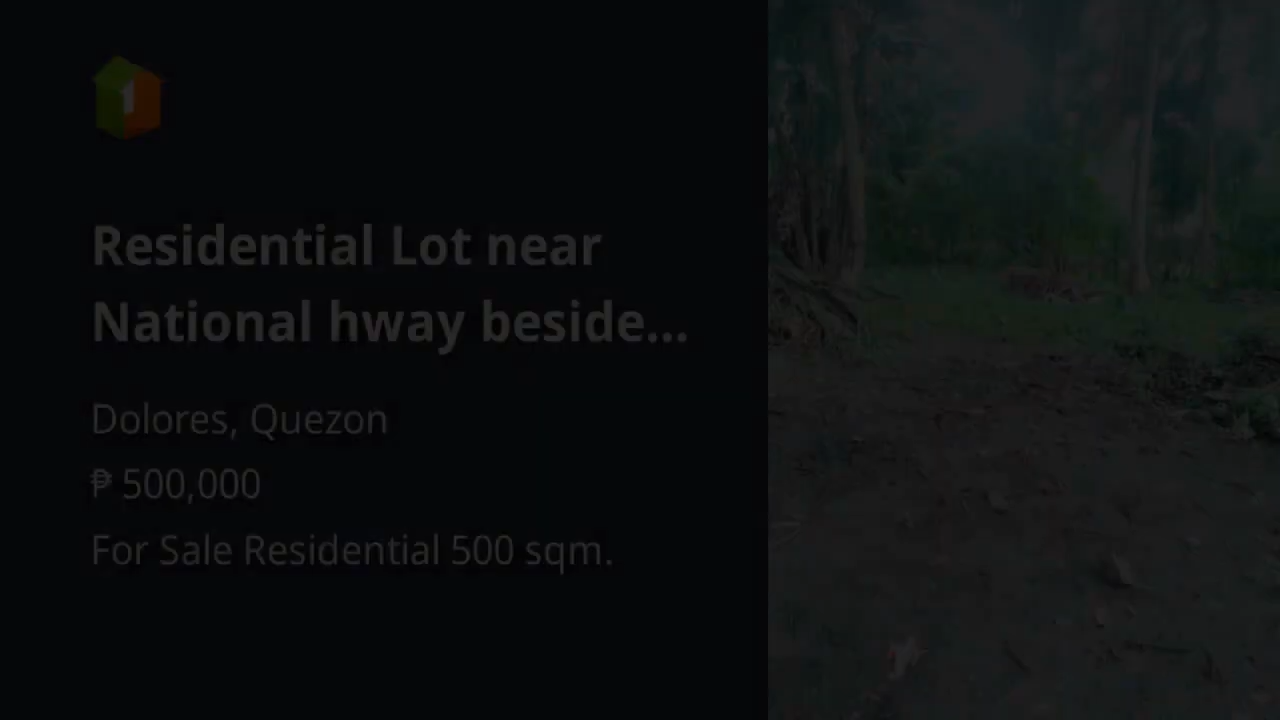 Residential Lot near
National hway beside...
Dolores, Quezon
₱ 500,000
For Sale Residential 500 sqm.